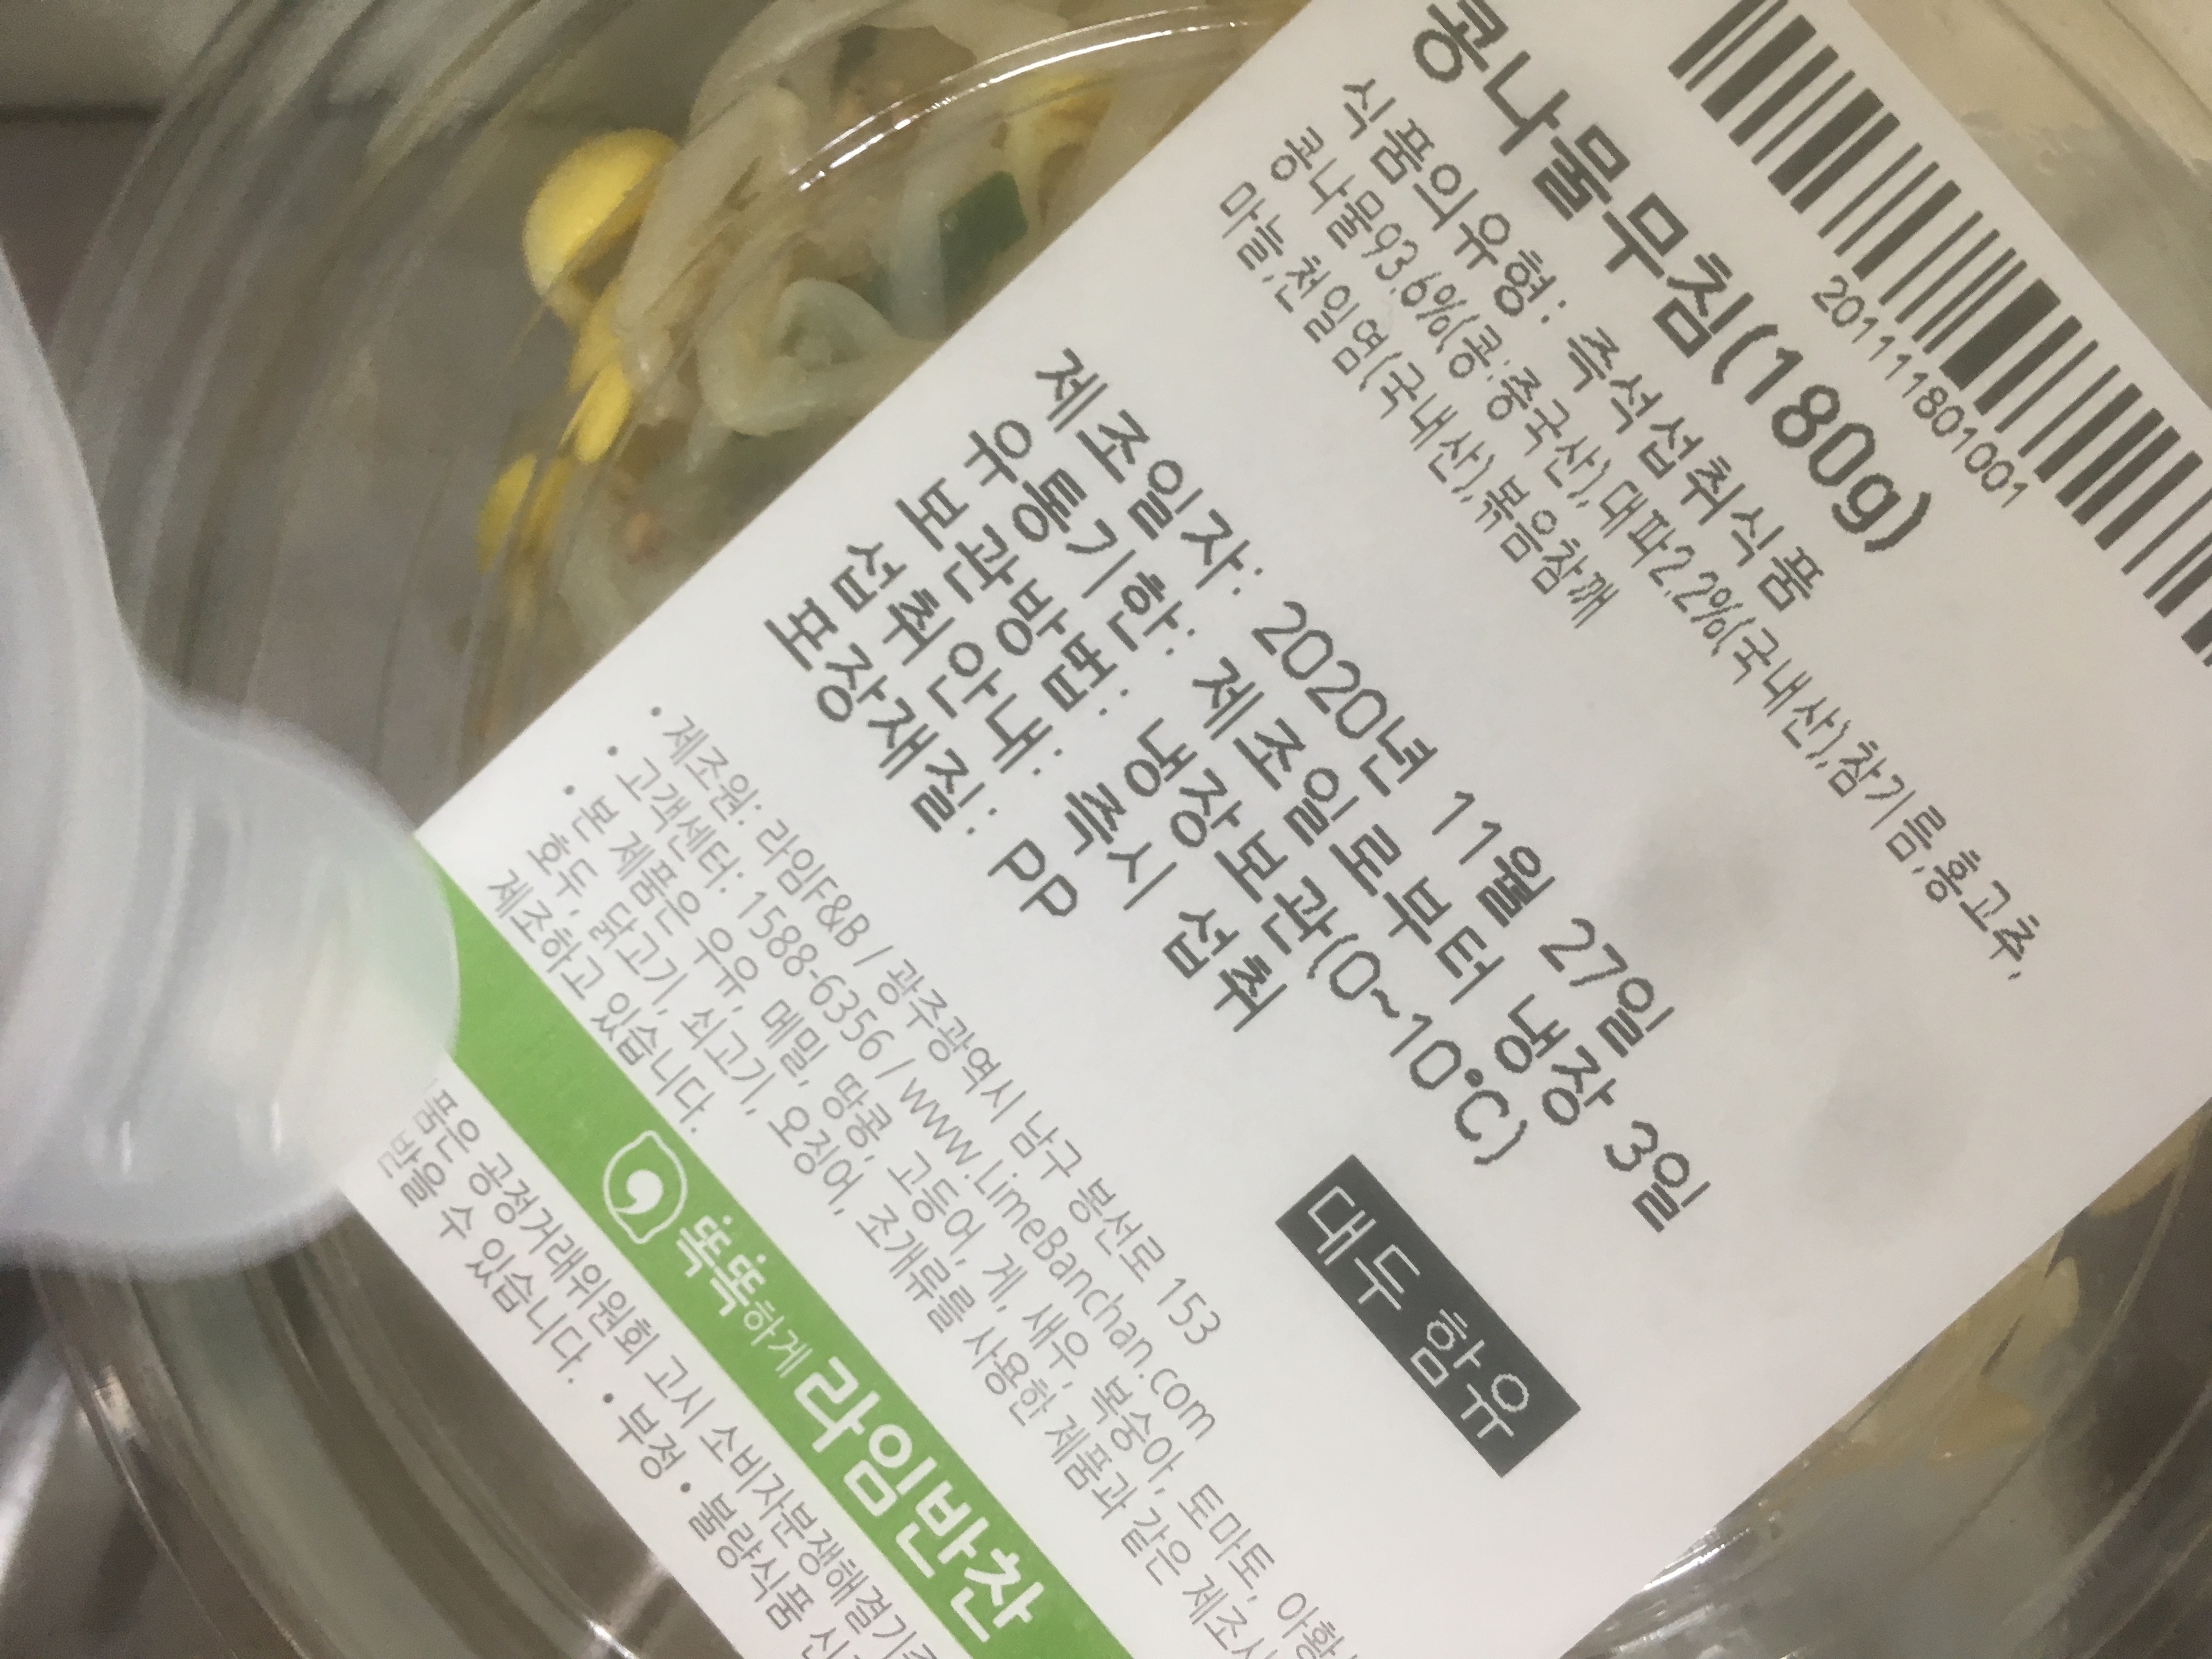 201111801001
콩나물무침(180g)
식품의유형: 즉석섭취식품
콩나물93.6%(콩:중국산),대파2.2%(국내산),참기름,홍고추,
마늘,천일염(국내산),볶음참깨
제조일자: 2020년 11월 27일
유통기한: 제조일로부터 냉장 3일
보관방법: 냉장보관(0~10°C)
섭취안내: 즉시 섭취
포장재질: PP
대두 함유
• 제조원: 라임F&B / 광주광역시 남구 봉선로 153
• 고객센터: 1588-6356 / www.LimeBanchan.com
• 본 제품은 우유, 메밀, 땅콩, 고등어, 게, 새우, 복숭아, 토마토, 아황
호두, 닭고기, 쇠고기, 오징어, 조개류를 사용한 제품과 같은 제조시
제조하고 있습니다.
똑똑하게 라임반찬
품은 공정거래위원회 고시 소비자분쟁해결기준
받을 수 있습니다. • 부정 • 불량식품 신